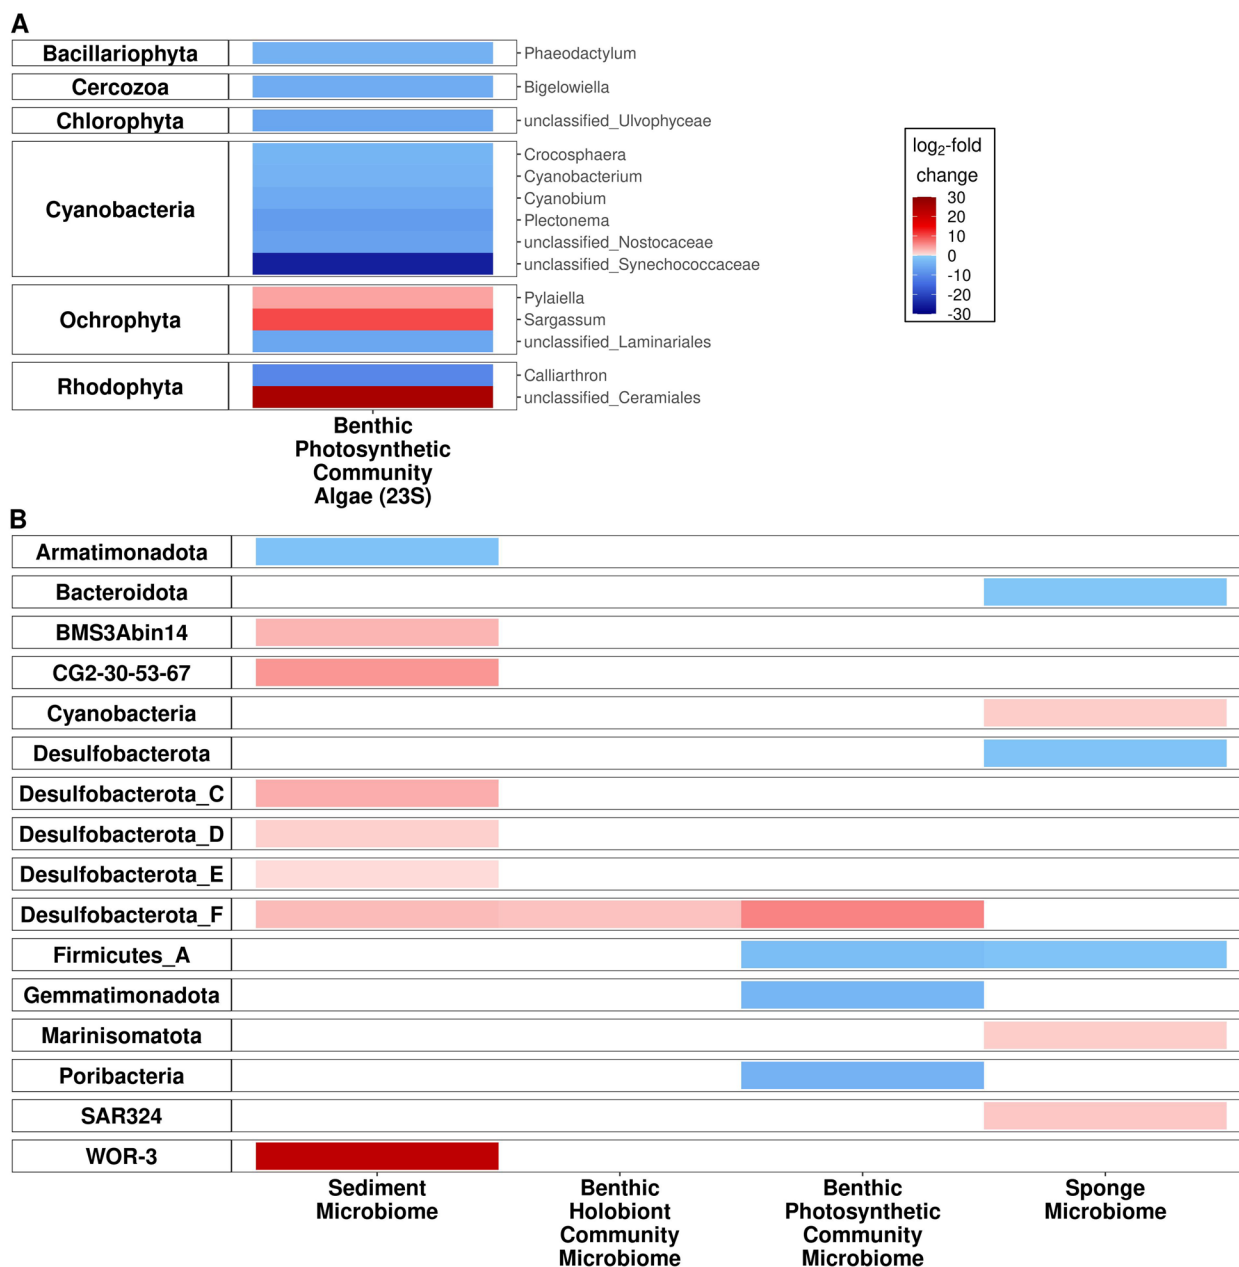 A
Bacillariophyta
Phaeodactylum
Cercozoa
Bigelowiella
Chlorophyta
unclassified_Ulvophyceae
Cyanobacteria
Crocosphaera
Cyanobacterium
Cyanobium
Plectonema
unclassified_Nostocaceae
unclassified_Synechococcaceae
Ochrophyta
Pylaiella
Sargassum
unclassified_Laminariales
Rhodophyta
Calliarthron
unclassified_Ceramiales
Benthic
Photosynthetic
Community
Algae (23S)
log2-fold
change
30
20
10
0
-10
-20
-30
B
Armatimonadota
Bacteroidota
BMS3Abin14
CG2-30-53-67
Cyanobacteria
Desulfobacterota
Desulfobacterota_C
Desulfobacterota_D
Desulfobacterota_E
Desulfobacterota_F
Firmicutes_A
Gemmatimonadota
Marinisomatota
Poribacteria
SAR324
WOR-3
Sediment
Microbiome
Benthic
Holobiont
Community
Microbiome
Benthic
Photosynthetic
Community
Microbiome
Sponge
Microbiome